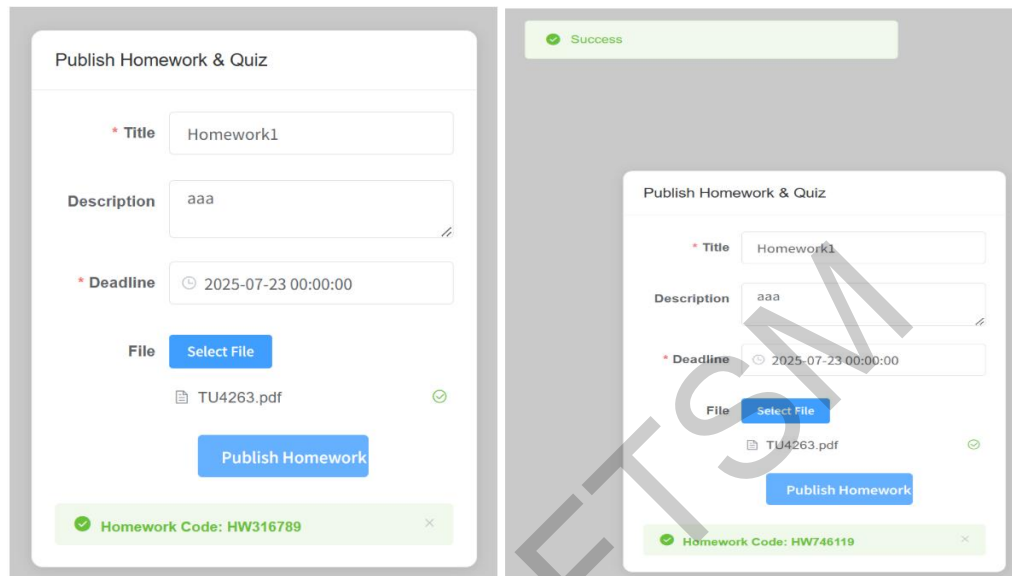 Publish Homework & Quiz
* Title Homework1
Description aaa
* Deadline 2025-07-23 00:00:00
File Select File
TU4263.pdf
Publish Homework
Homework Code: HW316789
Success
Publish Homework & Quiz
* Title Homework1
Description aaa
* Deadline 2025-07-23 00:00:00
File Select File
TU4263.pdf
Publish Homework
Homework Code: HW746119
ETSM